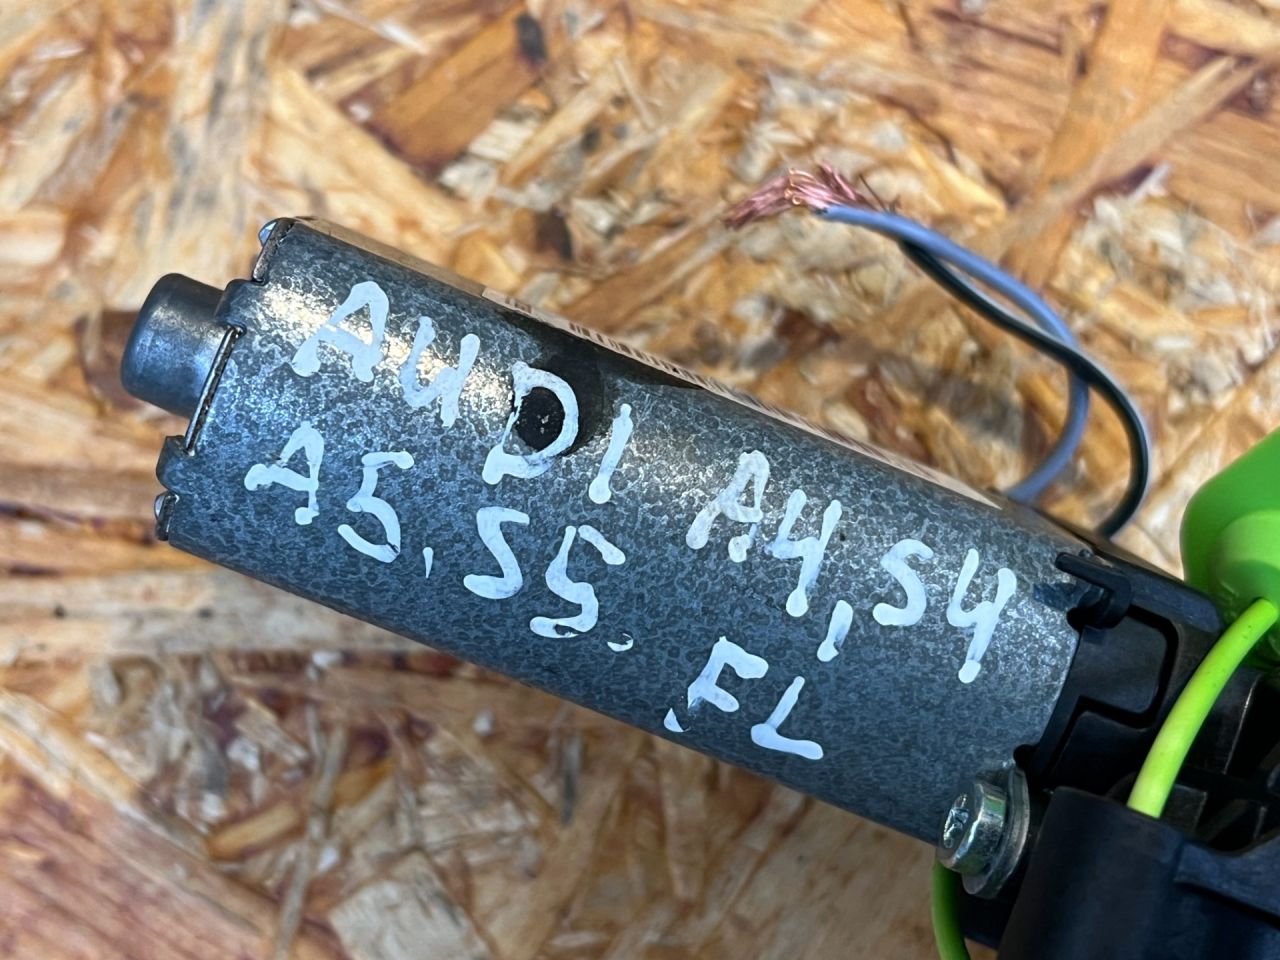 AUDI A4, S4
A5, S5, FL